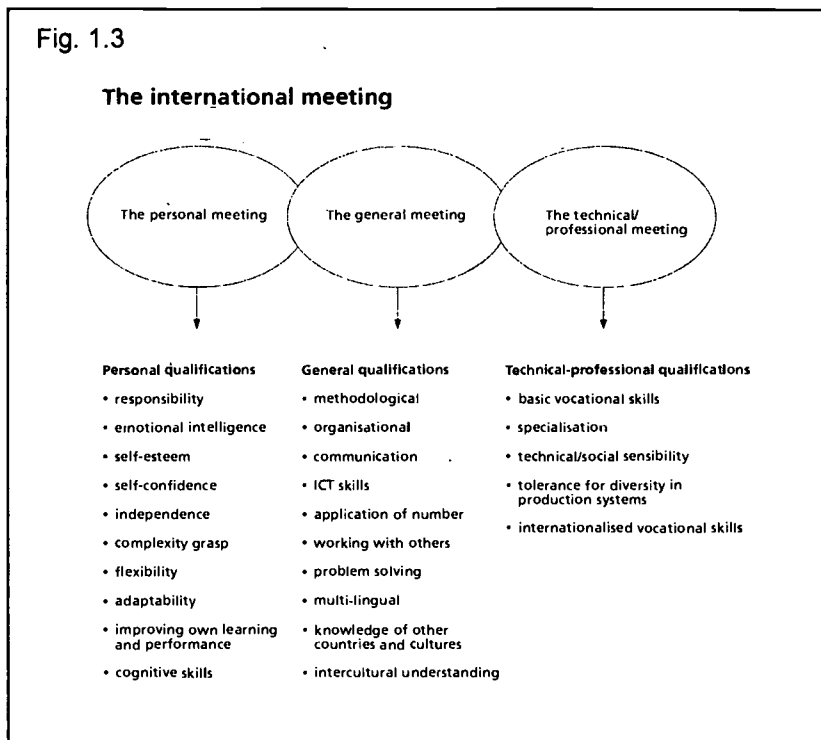 Fig. 1.3
The international meeting
The personal meeting
The general meeting
The technical/
professional meeting
Personal qualifications
• responsibility
• emotional intelligence
• self-esteem
• self-confidence
• independence
• complexity grasp
• flexibility
• adaptability
• improving own learning
and performance
• cognitive skills
General qualifications
• methodological
• organisational
• communication
• ICT skills
• application of number
• working with others
• problem solving
• multi-lingual
• knowledge of other
countries and cultures
• intercultural understanding
Technical-professional qualifications
• basic vocational skills
• specialisation
• technical/social sensibility
• tolerance for diversity in
production systems
• internationalised vocational skills